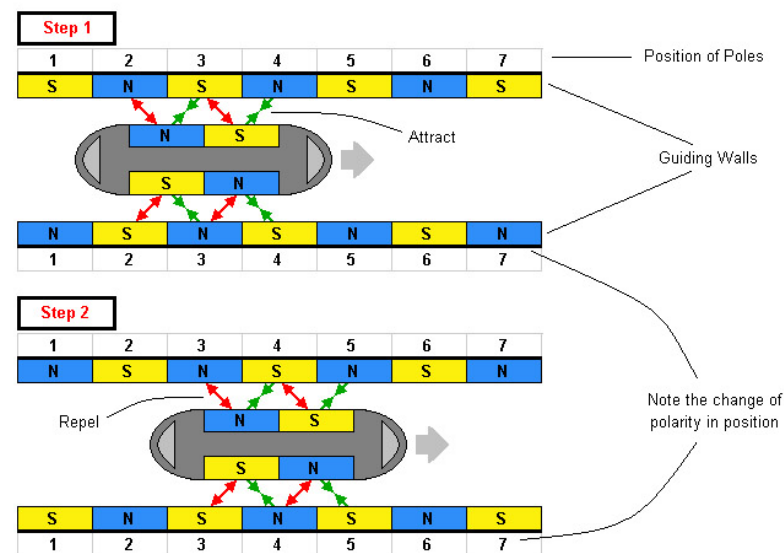 Step 1
1 2 3 4 5 6 7
Position of Poles
S N S N S N S
Attract
N S
Guiding Walls
S N
N S N S N S N
1 2 3 4 5 6 7
Step 2
1 2 3 4 5 6 7
N S N S N S N
Repel
N S
Note the change of
polarity in position
S N
S N S N S N S
1 2 3 4 5 6 7